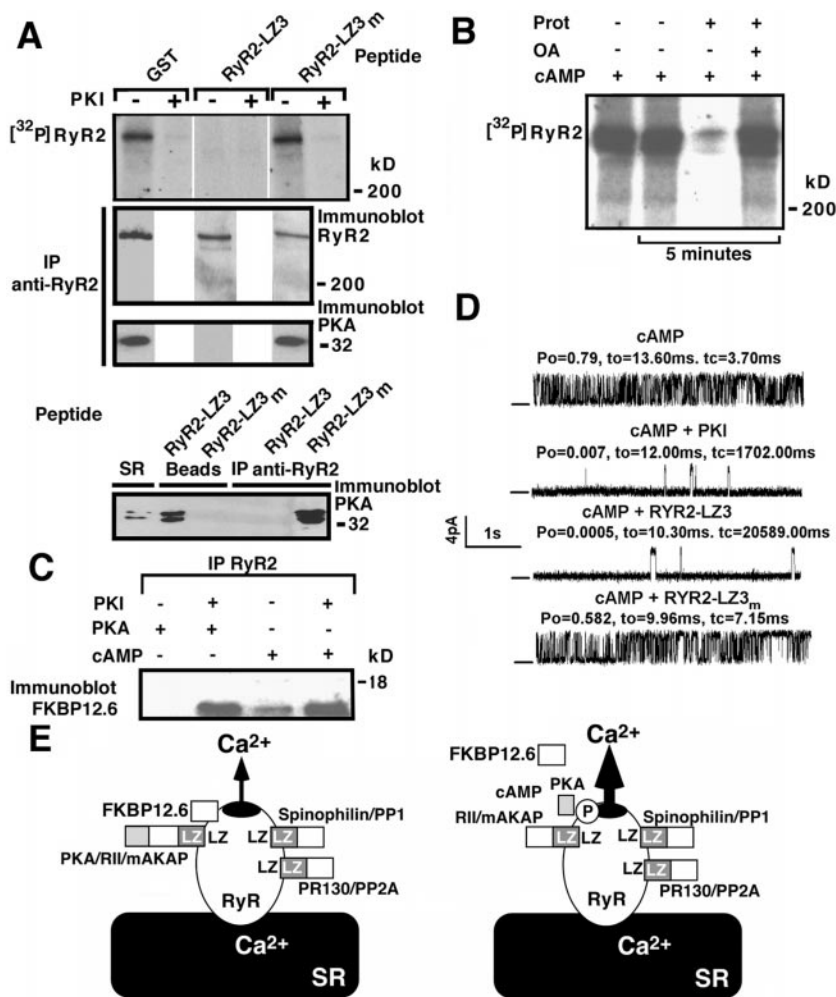 A
GST
RyR2-LZ3
RyR2-LZ3m
Peptide
PKI - + - + - +
[32P]RyR2
kD
-200
Immunoblot
RyR2
IP
anti-RyR2
-200
Immunoblot
PKA
-32
Peptide
RyR2-LZ3
RyR2-LZ3m
RyR2-LZ3
RyR2-LZ3m
SR Beads IP anti-RyR2
Immunoblot
PKA
-32
B
Prot - - + +
OA - - - +
cAMP + + + +
[32P]RyR2
kD
-200
5 minutes
C
IP RyR2
PKI - + - +
PKA + + - -
cAMP - - + +
kD
-18
Immunoblot
FKBP12.6
D
cAMP
Po=0.79, to=13.60ms. tc=3.70ms
cAMP + PKI
Po=0.007, to=12.00ms, tc=1702.00ms
cAMP + RYR2-LZ3
Po=0.0005, to=10.30ms. tc=20589.00ms
4pA
1s
cAMP + RYR2-LZ3m
Po=0.582, to=9.96ms, tc=7.15ms
E
Ca2+
FKBP12.6
Spinophilin/PP1
LZ LZ LZ LZ
PKA/RII/mAKAP
LZ LZ
PR130/PP2A
RyR
Ca2+
SR
Ca2+
FKBP12.6
PKA
cAMP
P
RII/mAKAP
Spinophilin/PP1
LZ LZ LZ LZ
LZ LZ
PR130/PP2A
RyR
Ca2+
SR